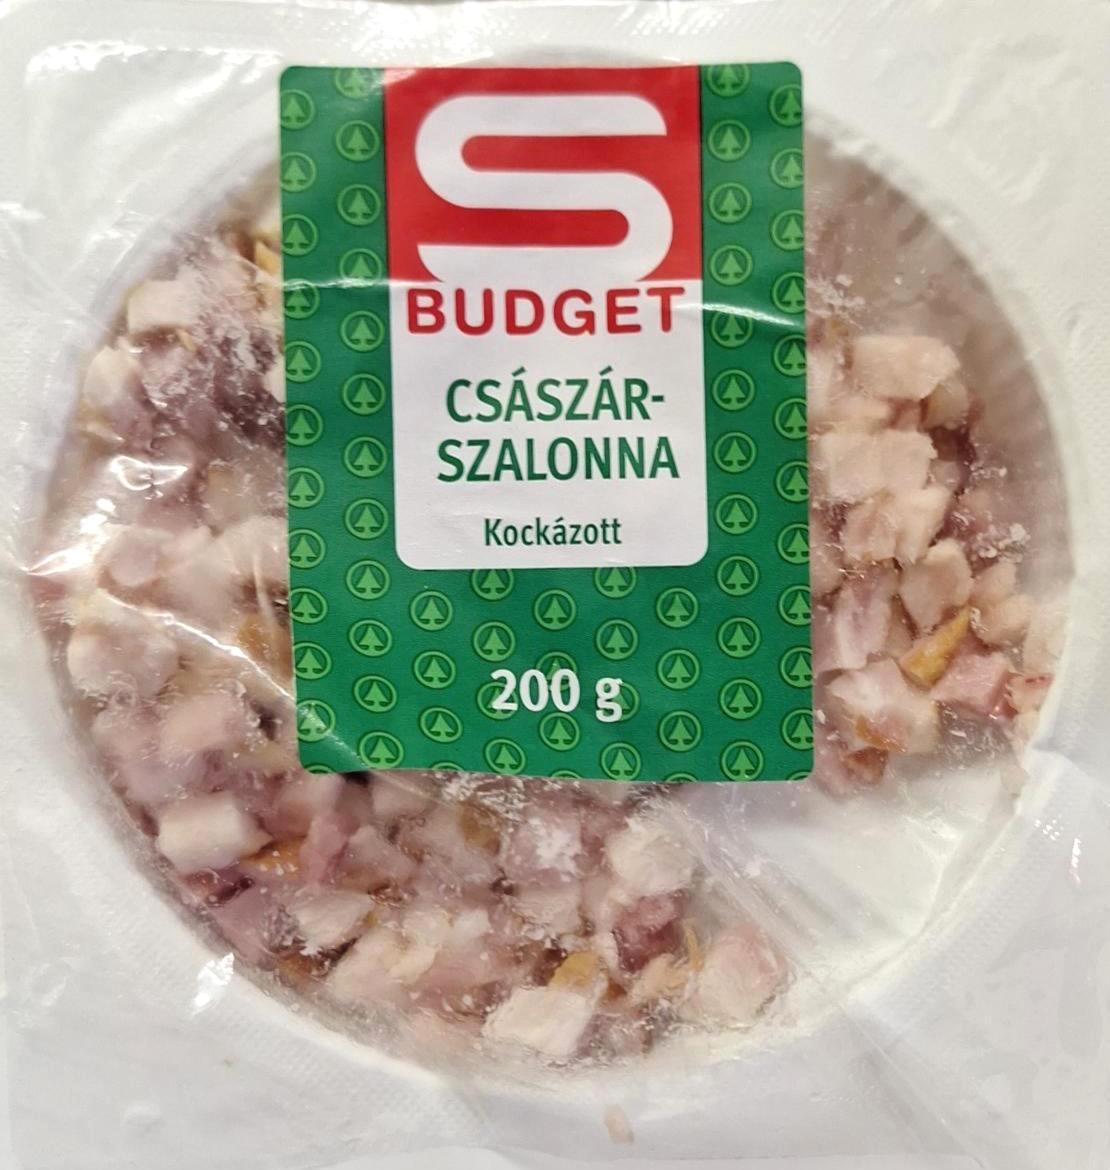 S
BUDGET
CSÁSZÁR-
SZALONNA
Kockázott
200 g